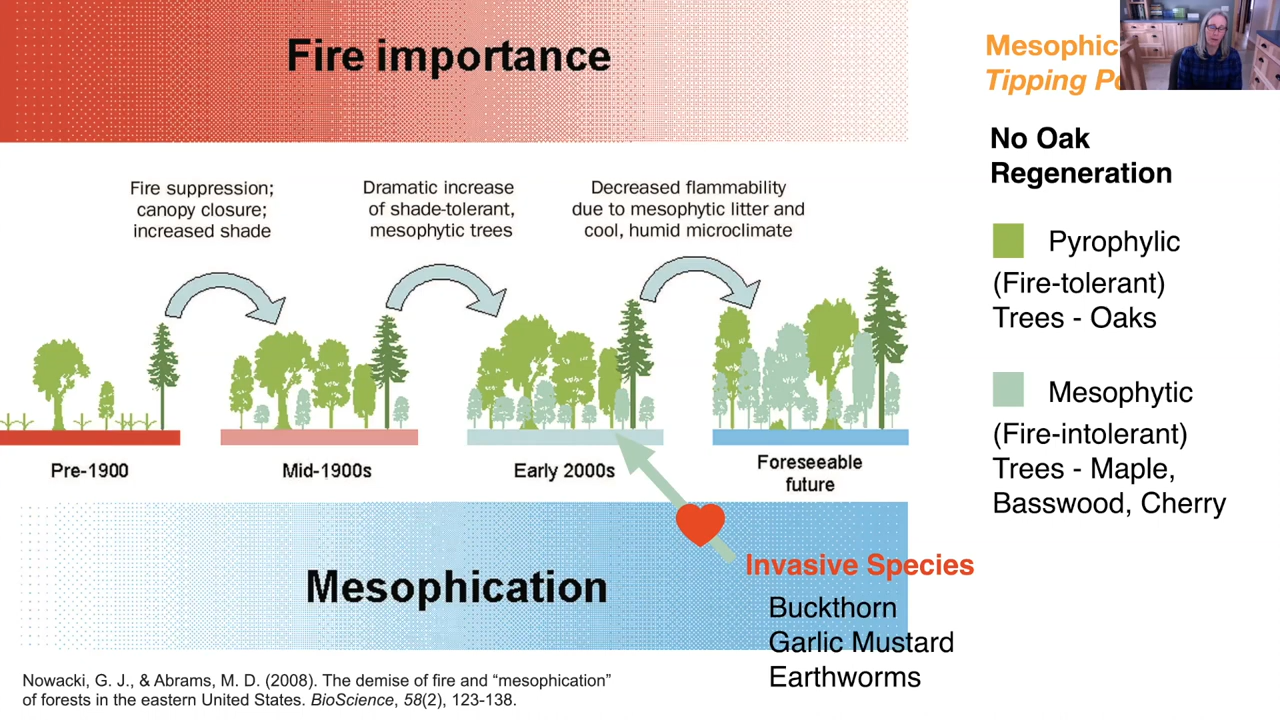 Fire importance
Mesophic
Tipping
No Oak
Regeneration
Fire suppression;
canopy closure;
increased shade
Dramatic increase
of shade-tolerant,
mesophytic trees
Decreased flammability
due to mesophytic litter and
cool, humid microclimate
Pyrophylic
(Fire-tolerant)
Trees - Oaks
Mesophytic
(Fire-intolerant)
Trees - Maple,
Basswood, Cherry
Pre-1900
Mid-1900s
Early 2000s
Foreseeable
future
Mesophication
Invasive Species
Buckthorn
Garlic Mustard
Earthworms
Nowacki, G. J., & Abrams, M. D. (2008). The demise of fire and “mesophication”
of forests in the eastern United States. BioScience, 58(2), 123-138.